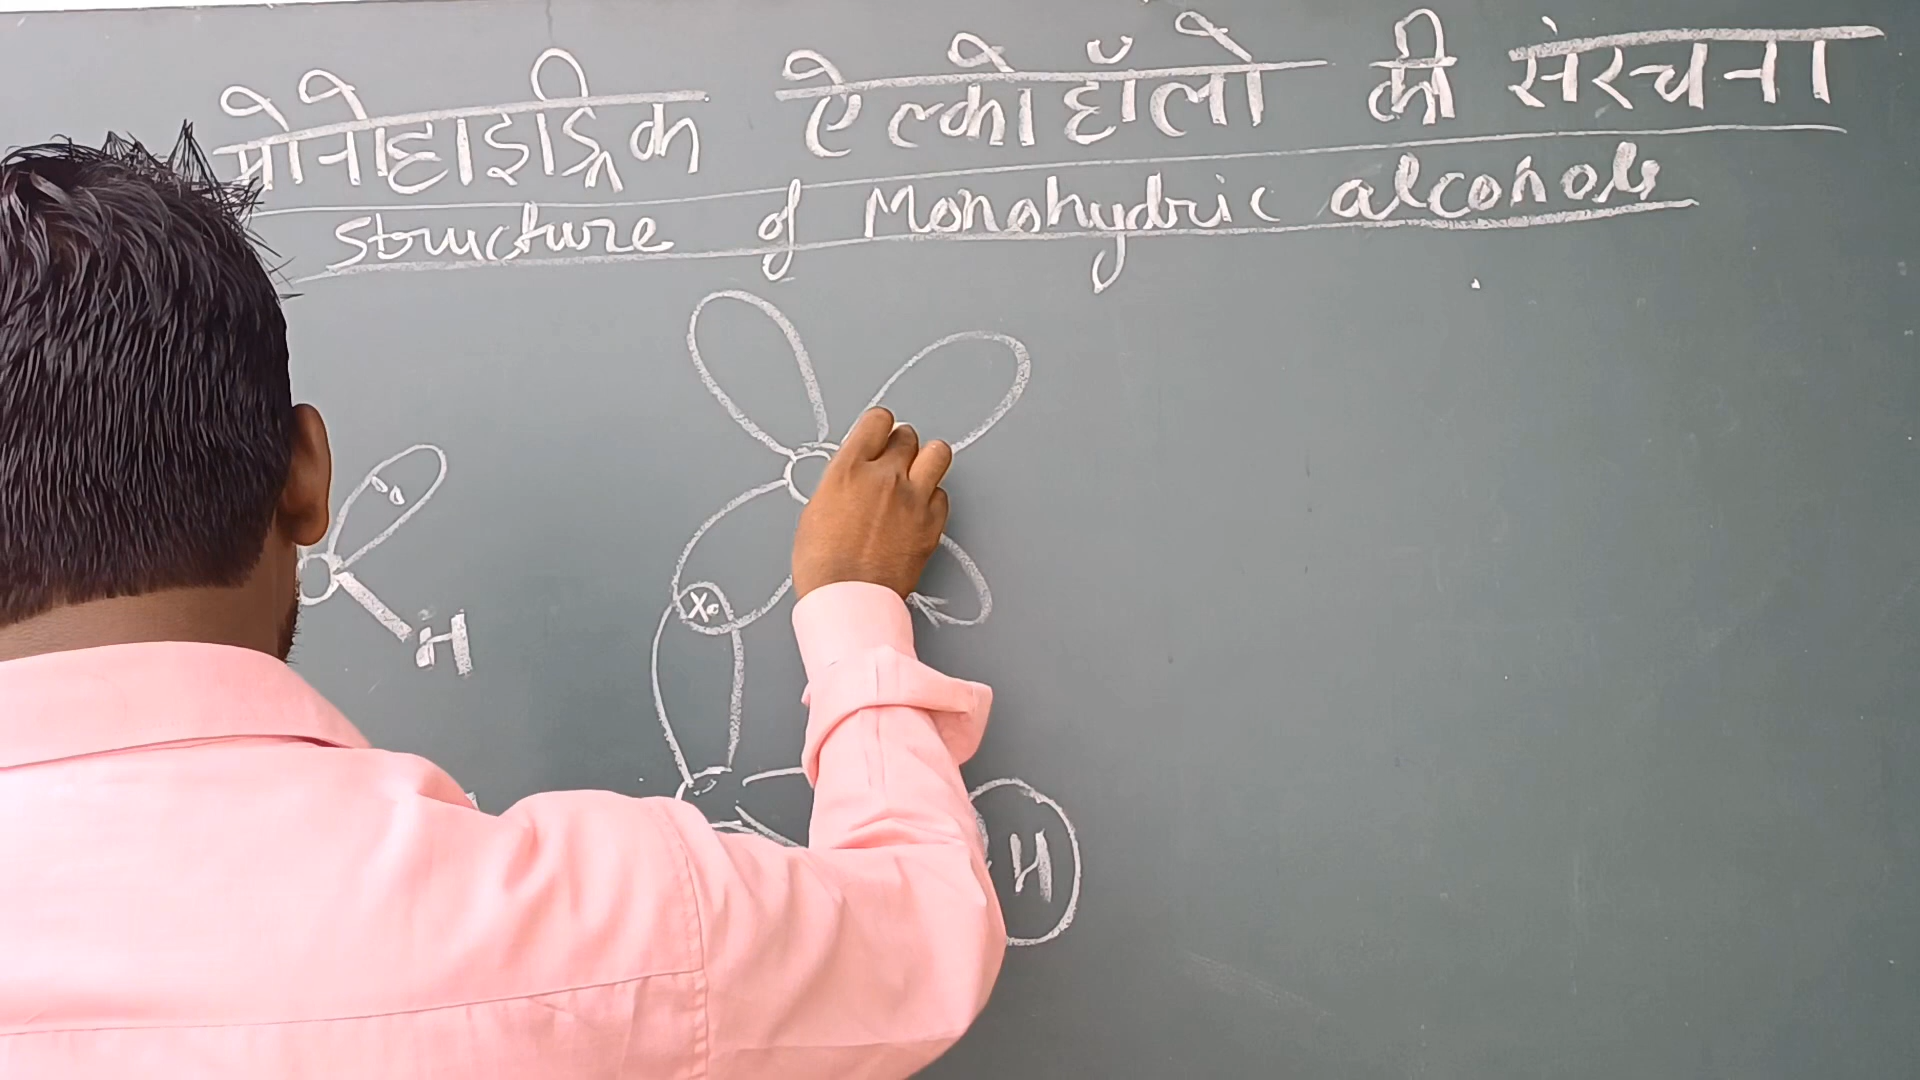 मोनोहाइड्रिक ऐल्कोहॉलो की संरचना
structure of Monohydric alcohols
H
x
H